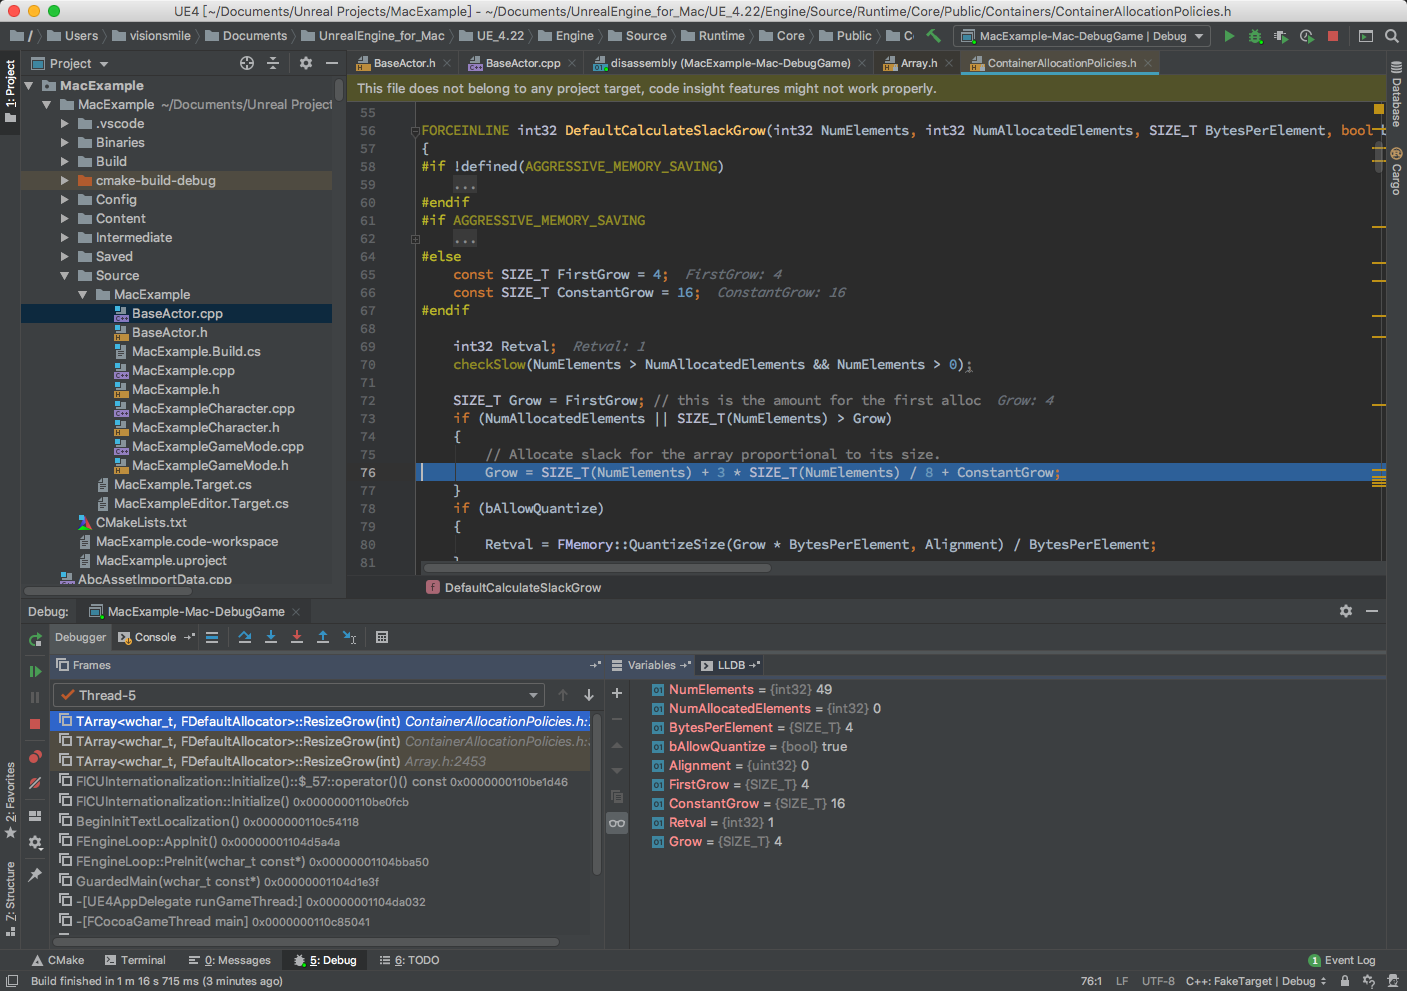 UE4 [~/Documents/Unreal Projects/MacExample] - ~/Documents/UnrealEngine_for_Mac/UE_4.22/Engine/Source/Runtime/Core/Public/Containers/ContainerAllocationPolicies.h
/ Users visionsmile Documents UnrealEngine_for_Mac UE_4.22 Engine Source Runtime Core Public C MacExample-Mac-DebugGame | Debug
Project BaseActor.h BaseActor.cpp disassembly (MacExample-Mac-DebugGame) Array.h ContainerAllocationPolicies.h
1: Project
This file does not belong to any project target, code insight features might not work properly.
Database
Cargo
MacExample
MacExample ~/Documents/Unreal Project
.vscode
Binaries
Build
cmake-build-debug
Config
Content
Intermediate
Saved
Source
MacExample
BaseActor.cpp
BaseActor.h
MacExample.Build.cs
MacExample.cpp
MacExample.h
MacExampleCharacter.cpp
MacExampleCharacter.h
MacExampleGameMode.cpp
MacExampleGameMode.h
MacExample.Target.cs
MacExampleEditor.Target.cs
CMakeLists.txt
MacExample.code-workspace
MacExample.uproject
AbcAssetImportData.cpp
55
56 FORCEINLINE int32 DefaultCalculateSlackGrow(int32 NumElements, int32 NumAllocatedElements, SIZE_T BytesPerElement, bool b
57 {
58 #if !defined(AGGRESSIVE_MEMORY_SAVING)
59 ...
60 #endif
61 #if AGGRESSIVE_MEMORY_SAVING
62 ...
64 #else
65 const SIZE_T FirstGrow = 4; FirstGrow: 4
66 const SIZE_T ConstantGrow = 16; ConstantGrow: 16
67 #endif
68
69 int32 Retval; Retval: 1
70 checkSlow(NumElements > NumAllocatedElements && NumElements > 0);
71
72 SIZE_T Grow = FirstGrow; // this is the amount for the first alloc Grow: 4
73 if (NumAllocatedElements || SIZE_T(NumElements) > Grow)
74 {
75 // Allocate slack for the array proportional to its size.
76 Grow = SIZE_T(NumElements) + 3 * SIZE_T(NumElements) / 8 + ConstantGrow;
77 }
78 if (bAllowQuantize)
79 {
80 Retval = FMemory::QuantizeSize(Grow * BytesPerElement, Alignment) / BytesPerElement;
81
f DefaultCalculateSlackGrow
Debug: MacExample-Mac-DebugGame
Debugger Console
Frames Variables LLDB
Thread-5
TArray<wchar_t, FDefaultAllocator>::ResizeGrow(int) ContainerAllocationPolicies.h:
TArray<wchar_t, FDefaultAllocator>::ResizeGrow(int) ContainerAllocationPolicies.h:
TArray<wchar_t, FDefaultAllocator>::ResizeGrow(int) Array.h:2453
FICUInternationalization::Initialize()::$_57::operator()() const 0x0000000110be1d46
FICUInternationalization::Initialize() 0x0000000110be0fcb
BeginInitTextLocalization() 0x0000000110c54118
FEngineLoop::AppInit() 0x00000001104d5a4a
FEngineLoop::PreInit(wchar_t const*) 0x00000001104bba50
GuardedMain(wchar_t const*) 0x00000001104d1e3f
-[UE4AppDelegate runGameThread:] 0x00000001104da032
-[FCocoaGameThread main] 0x0000000110c85041
NumElements = {int32} 49
NumAllocatedElements = {int32} 0
BytesPerElement = {SIZE_T} 4
bAllowQuantize = {bool} true
Alignment = {uint32} 0
FirstGrow = {SIZE_T} 4
ConstantGrow = {SIZE_T} 16
Retval = {int32} 1
Grow = {SIZE_T} 4
2: Favorites
7: Structure
CMake Terminal 0: Messages 5: Debug 6: TODO 1 Event Log
Build finished in 1 m 16 s 715 ms (3 minutes ago) 76:1 LF UTF-8 C++: FakeTarget | Debug